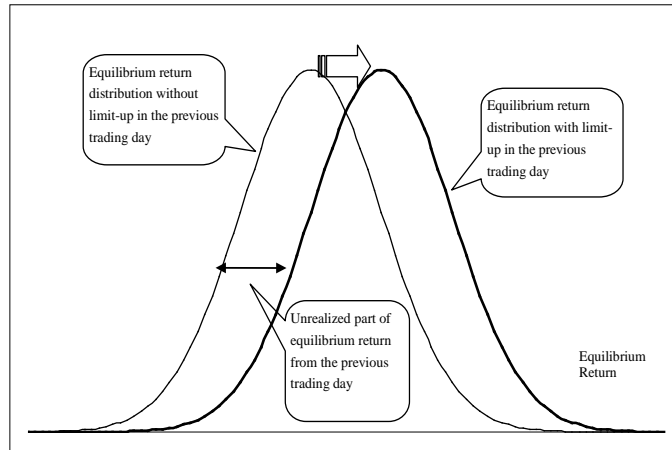 Equilibrium return
distribution without
limit-up in the previous
trading day
Equilibrium return
distribution with limit-
up in the previous
trading day
Unrealized part of
equilibrium return
from the previous
trading day
Equilibrium
Return